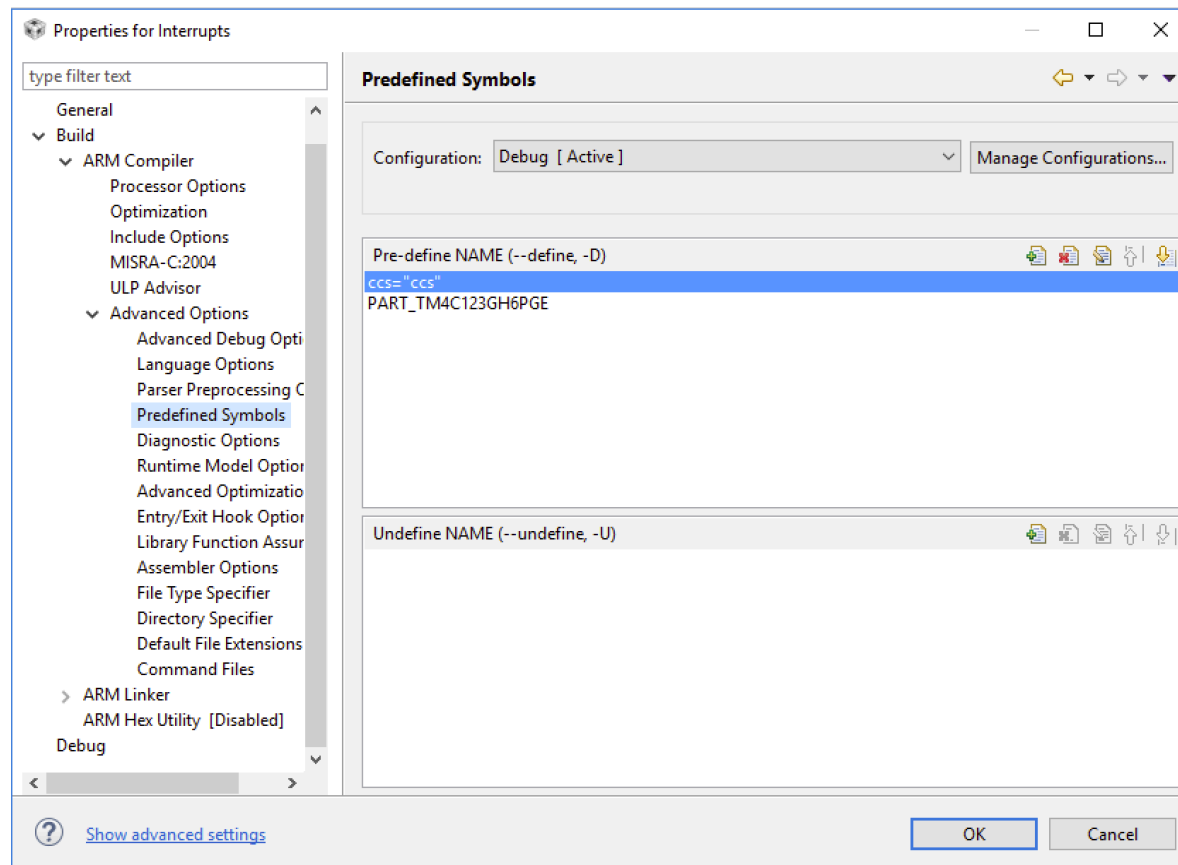 Properties for Interrupts
type filter text
General
Build
ARM Compiler
Processor Options
Optimization
Include Options
MISRA-C:2004
ULP Advisor
Advanced Options
Advanced Debug Opti
Language Options
Parser Preprocessing C
Predefined Symbols
Diagnostic Options
Runtime Model Option
Advanced Optimizatio
Entry/Exit Hook Option
Library Function Assur
Assembler Options
File Type Specifier
Directory Specifier
Default File Extensions
Command Files
ARM Linker
ARM Hex Utility [Disabled]
Debug
Predefined Symbols
Configuration: Debug [ Active ] Manage Configurations...
Pre-define NAME (--define, -D)
ccs="ccs"
PART_TM4C123GH6PGE
Undefine NAME (--undefine, -U)
? Show advanced settings OK Cancel